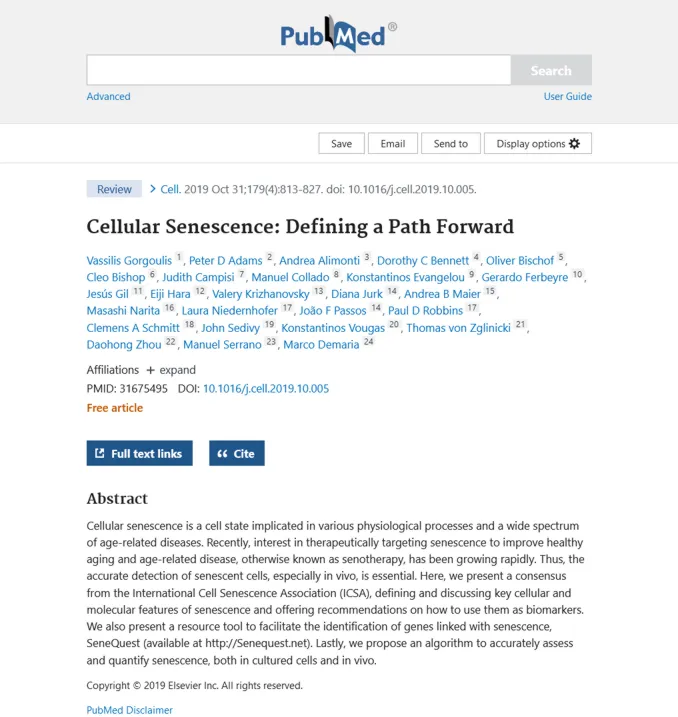 PubMed®
Search
Advanced
User Guide
Save
Email
Send to
Display options
Review
Cell. 2019 Oct 31;179(4):813-827. doi: 10.1016/j.cell.2019.10.005.
Cellular Senescence: Defining a Path Forward
Vassilis Gorgoulis 1, Peter D Adams 2, Andrea Alimonti 3, Dorothy C Bennett 4, Oliver Bischof 5,
Cleo Bishop 6, Judith Campisi 7, Manuel Collado 8, Konstantinos Evangelou 9, Gerardo Ferbeyre 10,
Jesús Gil 11, Eiji Hara 12, Valery Krizhanovsky 13, Diana Jurk 14, Andrea B Maier 15,
Masashi Narita 16, Laura Niedernhofer 17, João F Passos 14, Paul D Robbins 17,
Clemens A Schmitt 18, John Sedivy 19, Konstantinos Vougas 20, Thomas von Zglinicki 21,
Daohong Zhou 22, Manuel Serrano 23, Marco Demaria 24
Affiliations + expand
PMID: 31675495 DOI: 10.1016/j.cell.2019.10.005
Free article
Full text links
Cite
Abstract
Cellular senescence is a cell state implicated in various physiological processes and a wide spectrum
of age-related diseases. Recently, interest in therapeutically targeting senescence to improve healthy
aging and age-related disease, otherwise known as senotherapy, has been growing rapidly. Thus, the
accurate detection of senescent cells, especially in vivo, is essential. Here, we present a consensus
from the International Cell Senescence Association (ICSA), defining and discussing key cellular and
molecular features of senescence and offering recommendations on how to use them as biomarkers.
We also present a resource tool to facilitate the identification of genes linked with senescence,
SeneQuest (available at http://Senequest.net). Lastly, we propose an algorithm to accurately assess
and quantify senescence, both in cultured cells and in vivo.
Copyright © 2019 Elsevier Inc. All rights reserved.
PubMed Disclaimer